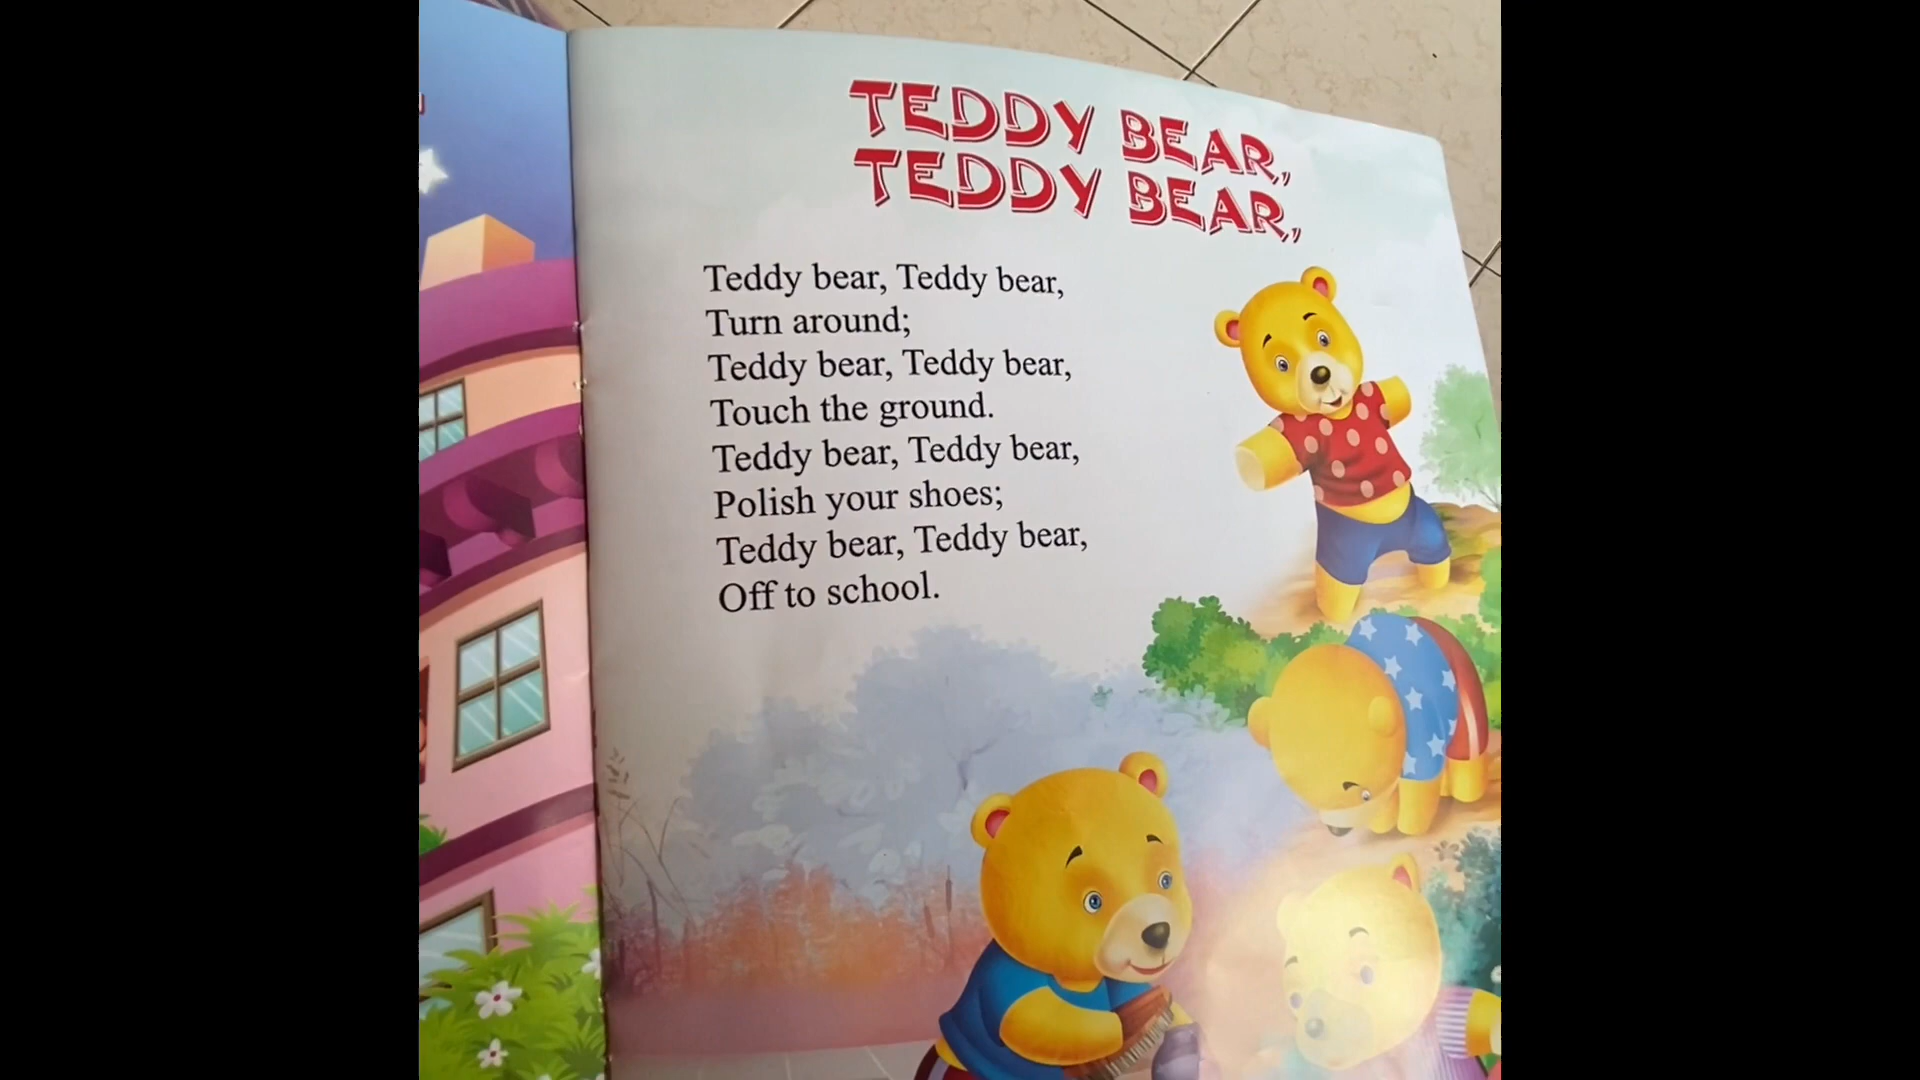 TEDDY BEAR,
TEDDY BEAR,
Teddy bear, Teddy bear,
Turn around;
Teddy bear, Teddy bear,
Touch the ground.
Teddy bear, Teddy bear,
Polish your shoes;
Teddy bear, Teddy bear,
Off to school.